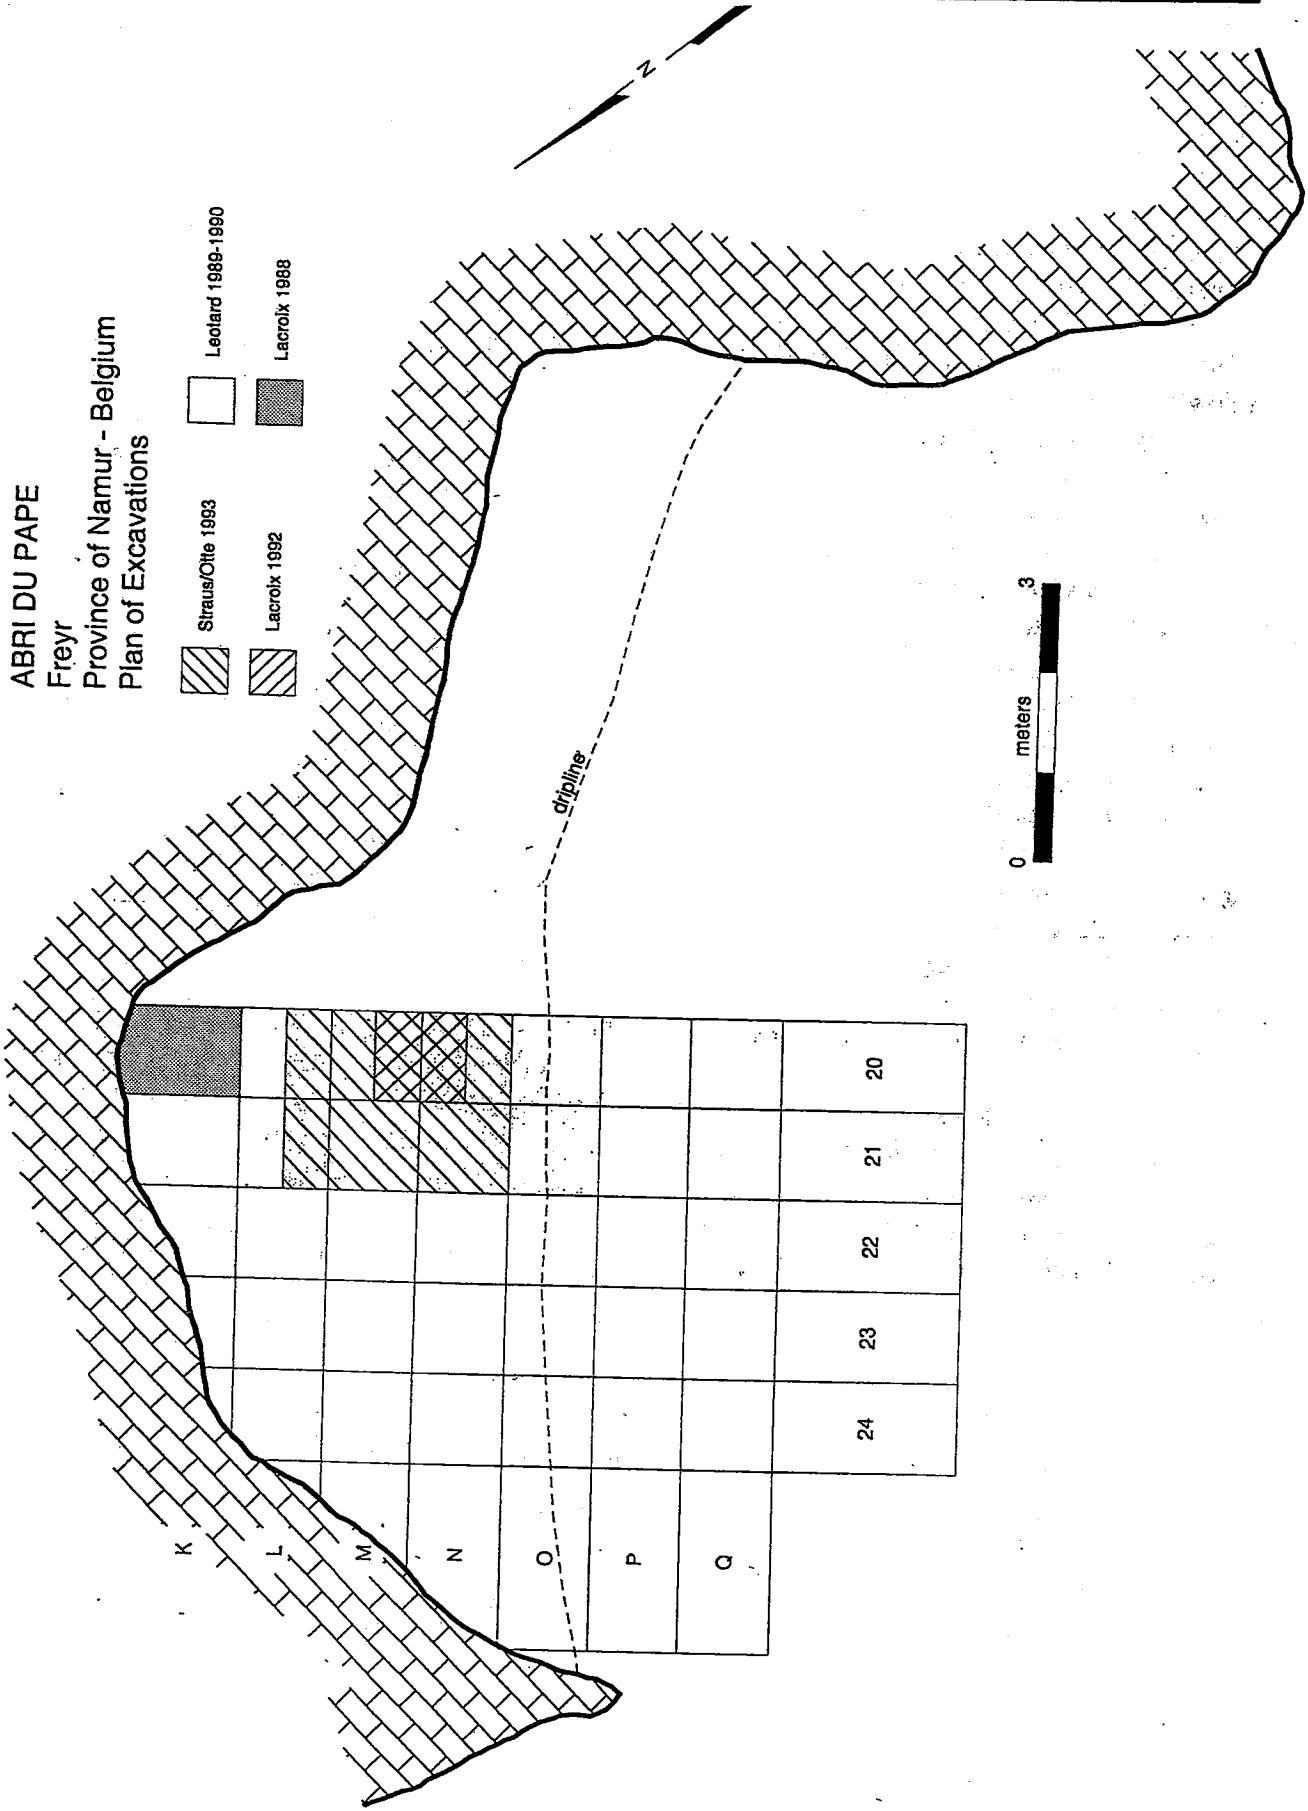 ABRI DU PAPE
Freyr
Province of Namur - Belgium
Plan of Excavations
Straus/Otte 1993
Leotard 1989-1990
Lacroix 1992
Lacroix 1988
N
dripline
K
L
M
N
O
P
Q
24
23
22
21
20
0
meters
3